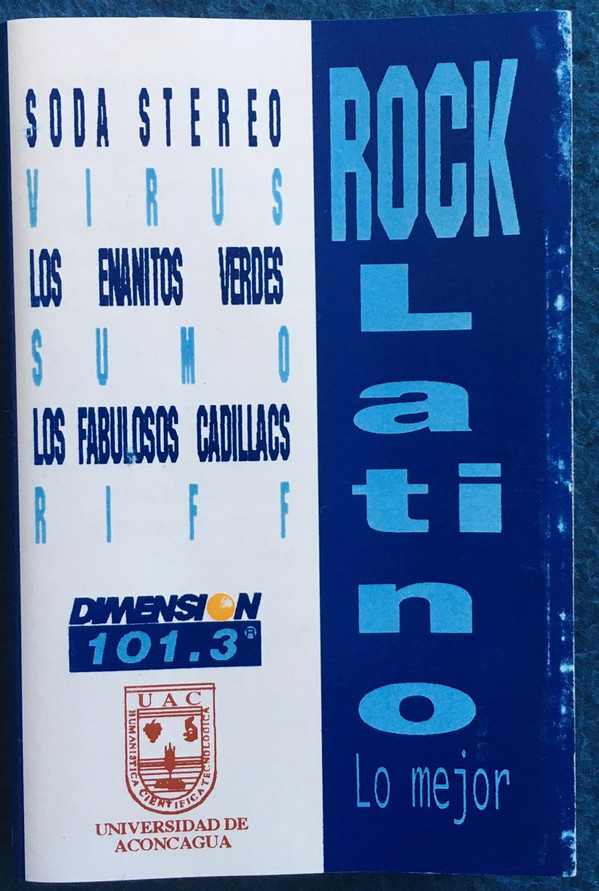 SODA STEREO
VIRUS
LOS ENANITOS VERDES
SUMO
LOS FABULOSOS CADILLACS
RIFF
DIMENSION
101.3®
UAC
HUMANISTICA CIENTIFICA TECNOLOGICA
UNIVERSIDAD DE
ACONCAGUA
ROCK
Latino
Lo mejor